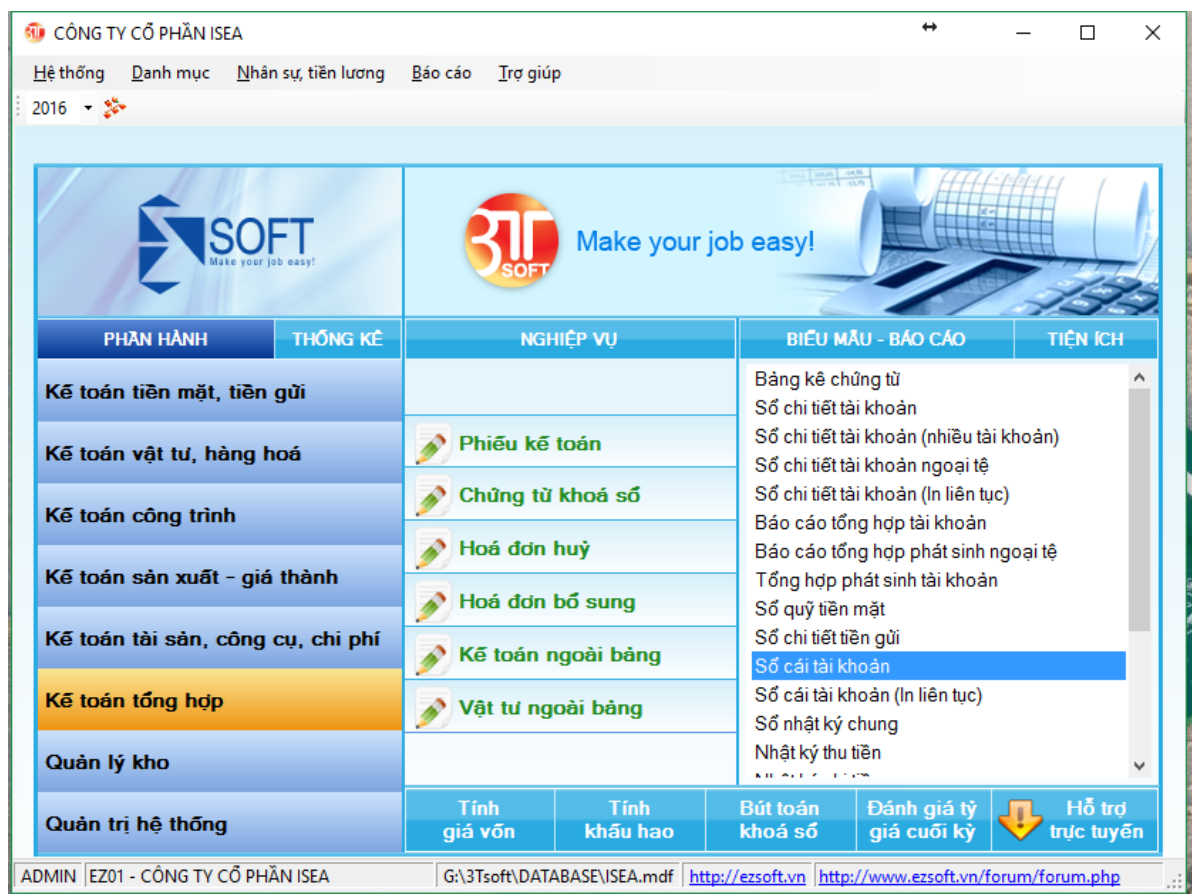 CÔNG TY CỔ PHẦN ISEA
Hệ thống Danh mục Nhân sự, tiền lương Báo cáo Trợ giúp
2016
SOFT
Make your job easy!
3T
SOFT
Make your job easy!
PHÂN HÀNH THỐNG KÊ NGHIỆP VỤ BIỂU MẪU - BÁO CÁO TIỆN ÍCH
Kế toán tiền mặt, tiền gửi
Kế toán vật tư, hàng hoá
Kế toán công trình
Kế toán sản xuất - giá thành
Kế toán tài sản, công cụ, chi phí
Kế toán tổng hợp
Quản lý kho
Quản trị hệ thống
Phiếu kế toán
Chứng từ khoá sổ
Hoá đơn huỷ
Hoá đơn bổ sung
Kế toán ngoài bảng
Vật tư ngoài bảng
Bảng kê chứng từ
Sổ chi tiết tài khoản
Sổ chi tiết tài khoản (nhiều tài khoản)
Sổ chi tiết tài khoản ngoại tệ
Sổ chi tiết tài khoản (In liên tục)
Báo cáo tổng hợp tài khoản
Báo cáo tổng hợp phát sinh ngoại tệ
Tổng hợp phát sinh tài khoản
Sổ quỹ tiền mặt
Sổ chi tiết tiền gửi
Sổ cái tài khoản
Sổ cái tài khoản (In liên tục)
Sổ nhật ký chung
Nhật ký thu tiền
Tính giá vốn
Tính khấu hao
Bút toán khoá sổ
Đánh giá tỷ giá cuối kỳ
Hỗ trợ trực tuyến
ADMIN EZ01 - CÔNG TY CỔ PHẦN ISEA G:\3Tsoft\DATABASE\ISEA.mdf http://ezsoft.vn http://www.ezsoft.vn/forum/forum.php